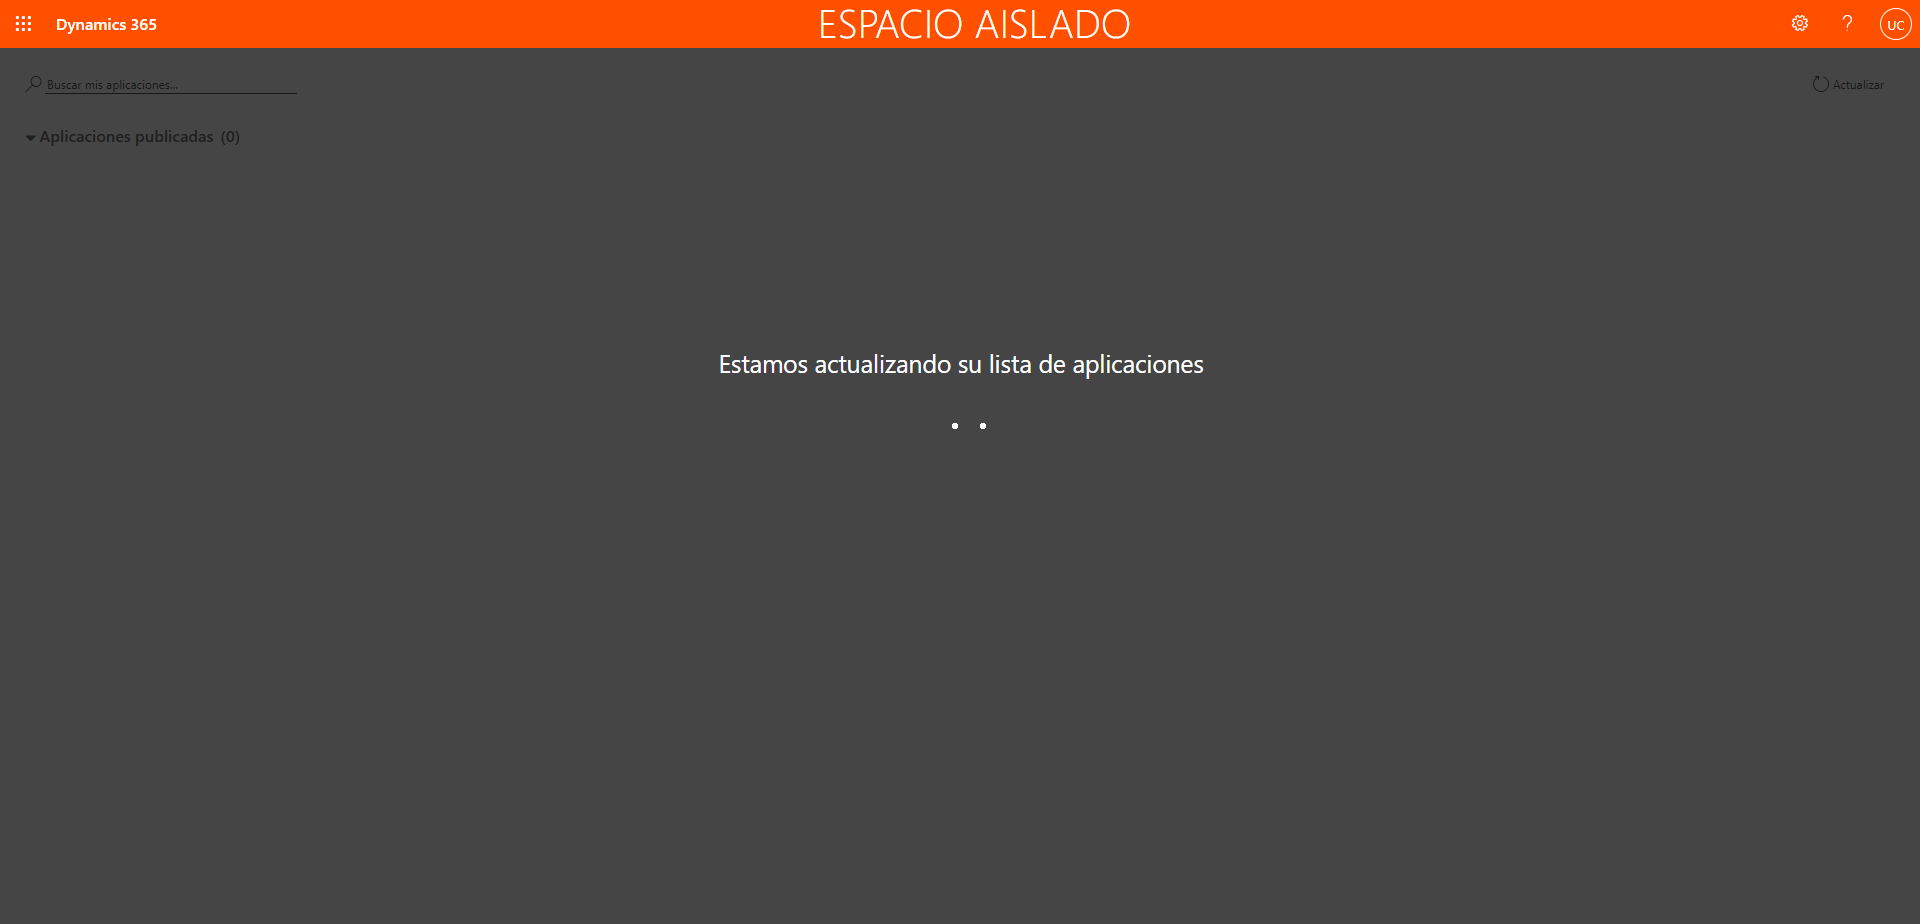 Dynamics 365
ESPACIO AISLADO
UC
Buscar mis aplicaciones...
Actualizar
Aplicaciones publicadas (0)
Estamos actualizando su lista de aplicaciones